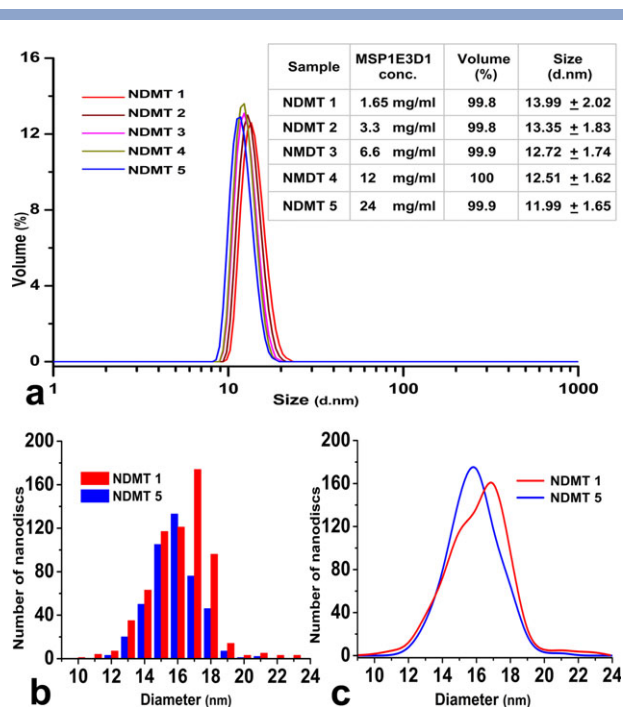 16
12
8
4
0
Volume (%)
NDMT 1
NDMT 2
NDMT 3
NDMT 4
NDMT 5
Sample MSP1E3D1 conc. Volume (%) Size (d.nm)
NDMT 1 1.65 mg/ml 99.8 13.99 ± 2.02
NDMT 2 3.3 mg/ml 99.8 13.35 ± 1.83
NMDT 3 6.6 mg/ml 99.9 12.72 ± 1.74
NMDT 4 12 mg/ml 100 12.51 ± 1.62
NDMT 5 24 mg/ml 99.9 11.99 ± 1.65
1 10 100 1000
Size (d.nm)
a
200
160
120
80
40
0
Number of nanodiscs
NDMT 1
NDMT 5
10 12 14 16 18 20 22 24
Diameter (nm)
b
200
160
120
80
40
0
Number of nanodiscs
NDMT 1
NDMT 5
10 12 14 16 18 20 22 24
Diameter (nm)
c